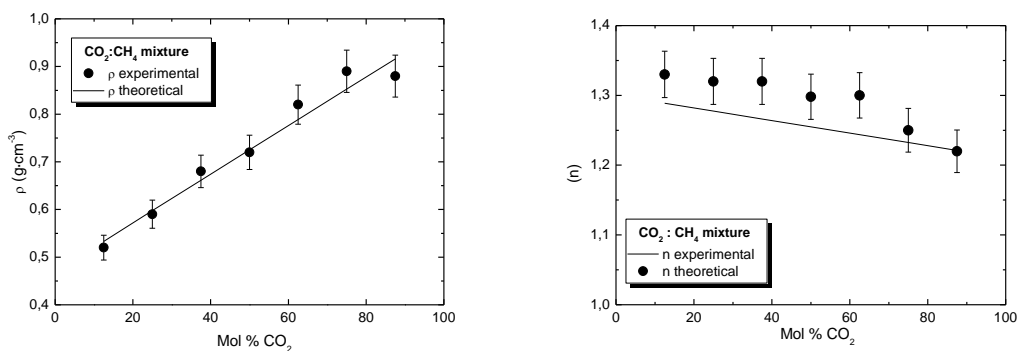 1,0
0,9
0,8
0,7
0,6
0,5
0,4
ρ (g·cm⁻³)
CO₂:CH₄ mixture
ρ experimental
ρ theoretical
0 20 40 60 80 100
Mol % CO₂
1,4
1,3
1,2
1,1
1,0
(n)
CO₂ : CH₄ mixture
n experimental
n theoretical
0 20 40 60 80 100
Mol % CO₂